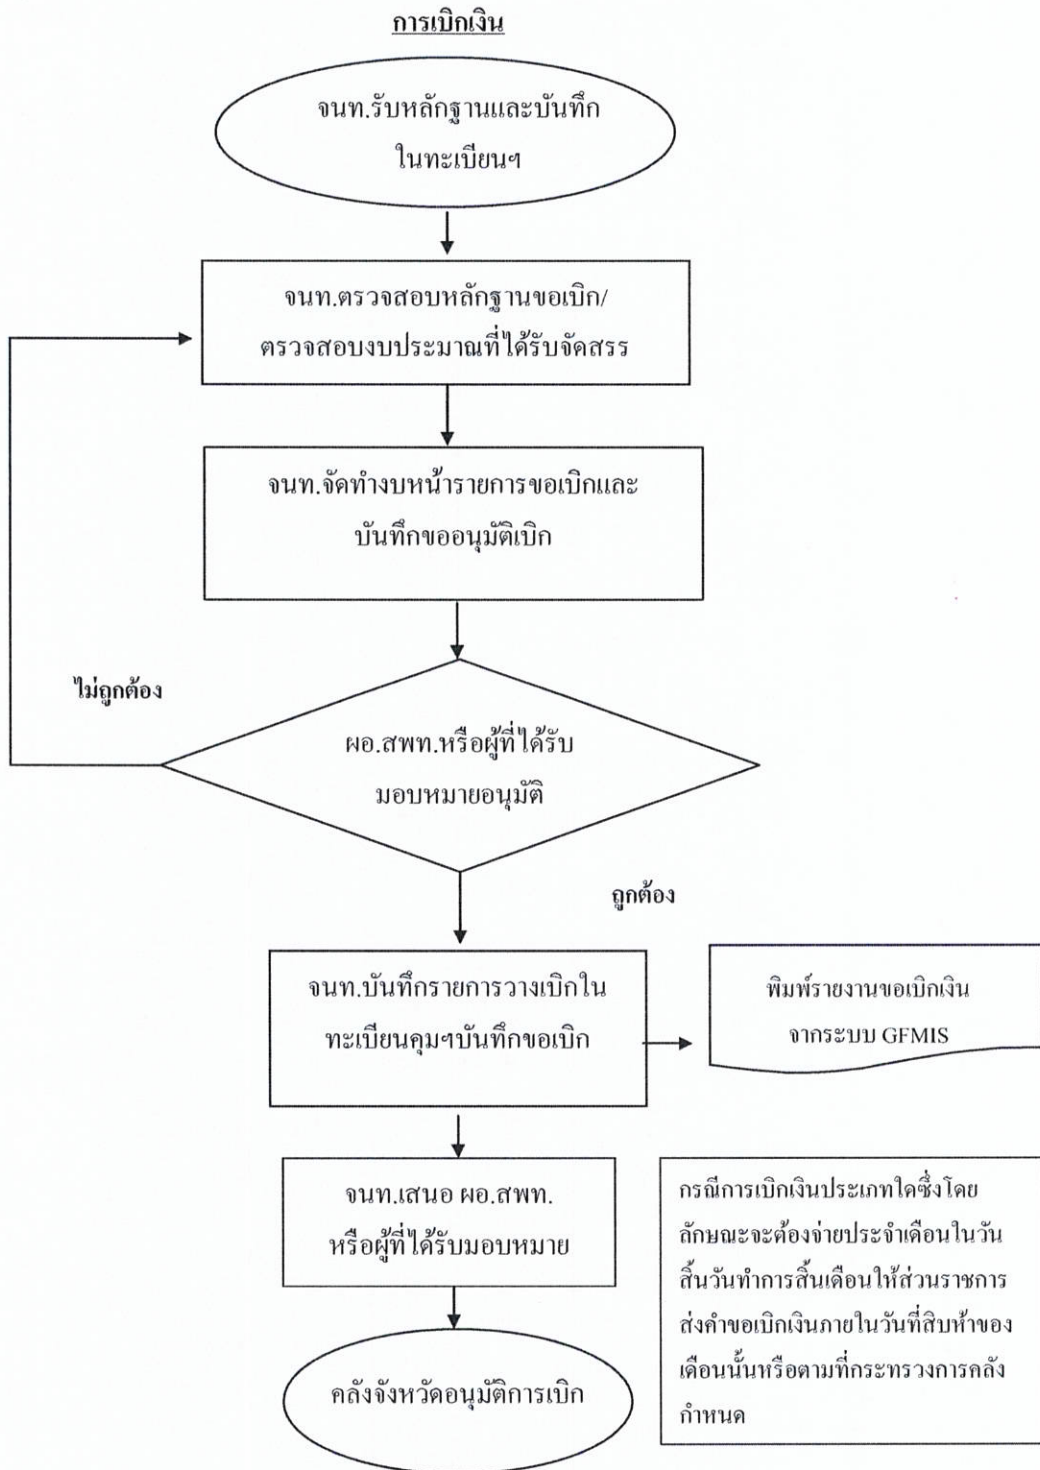 การเบิกเงิน
จนท.รับหลักฐานและบันทึก
ในทะเบียนฯ
จนท.ตรวจสอบหลักฐานขอเบิก/
ตรวจสอบงบประมาณที่ได้รับจัดสรร
จนท.จัดทำงบหน้ารายการขอเบิกและ
บันทึกขออนุมัติเบิก
ไม่ถูกต้อง
ผอ.สพท.หรือผู้ที่ได้รับ
มอบหมายอนุมัติ
ถูกต้อง
จนท.บันทึกรายการวางเบิกใน
ทะเบียนคุมฯบันทึกขอเบิก
พิมพ์รายงานขอเบิกเงิน
จากระบบ GFMIS
จนท.เสนอ ผอ.สพท.
หรือผู้ที่ได้รับมอบหมาย
กรณีการเบิกเงินประเภทใดซึ่งโดย
ลักษณะจะต้องจ่ายประจำเดือนในวัน
สิ้นวันทำการสิ้นเดือนให้ส่วนราชการ
ส่งคำขอเบิกเงินภายในวันที่สิบห้าของ
เดือนนั้นหรือตามที่กระทรวงการคลัง
กำหนด
คลังจังหวัดอนุมัติการเบิก